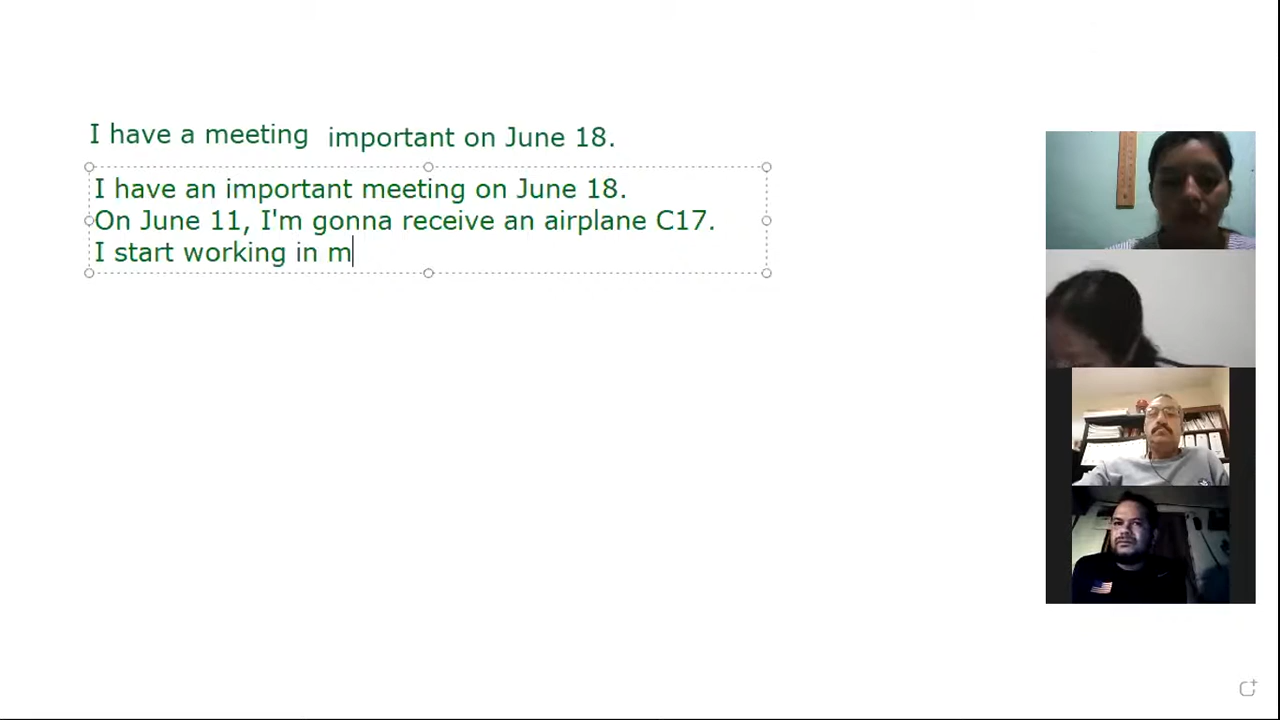 I have a meeting important on June 18.
I have an important meeting on June 18.
On June 11, I'm gonna receive an airplane C17.
I start working in m